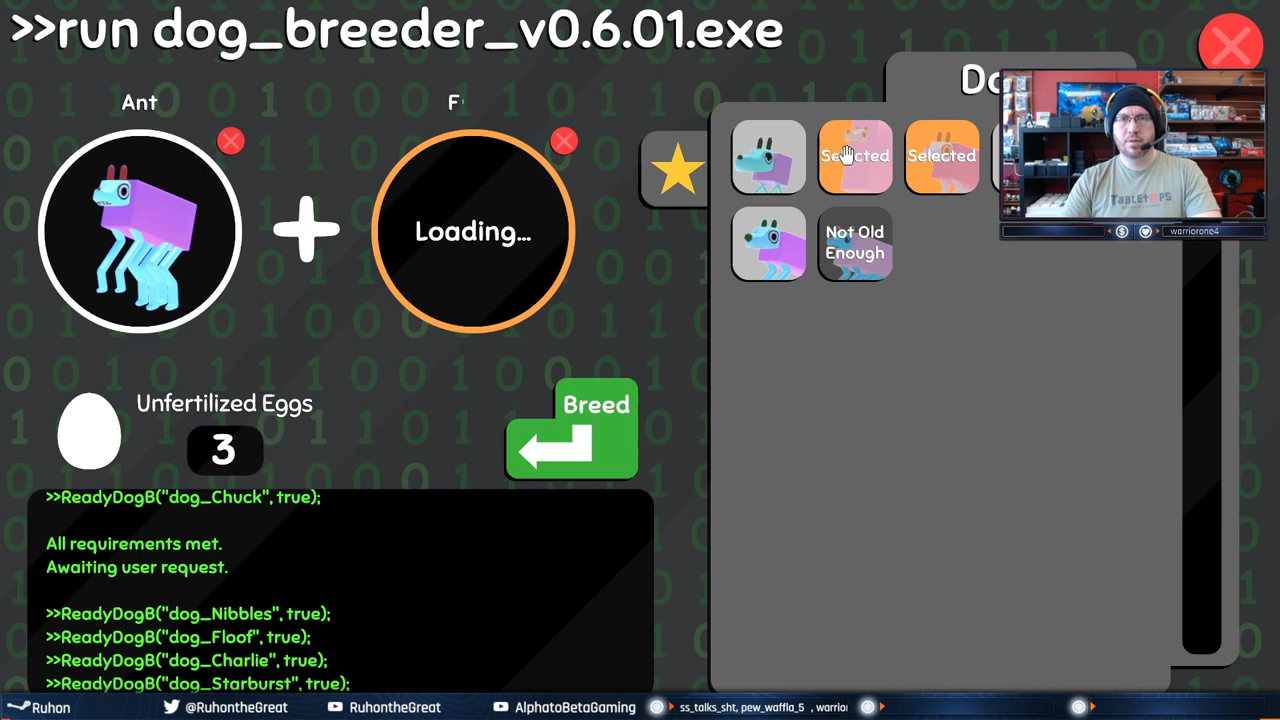 >>run dog_breeder_v0.6.01.exe
Ant
F
Do
Selected
Selected
Loading...
Not Old
Enough
TABLETOPS
warriorone4
Unfertilized Eggs
3
Breed
>>ReadyDogB("dog_Chuck", true);
All requirements met.
Awaiting user request.
>>ReadyDogB("dog_Nibbles", true);
>>ReadyDogB("dog_Floof", true);
>>ReadyDogB("dog_Charlie", true);
>>ReadyDogB("dog_Starburst", true);
Ruhon
@RuhontheGreat
RuhontheGreat
AlphatoBetaGaming
ss_talks_sht, pew_waffla_5 , warrior